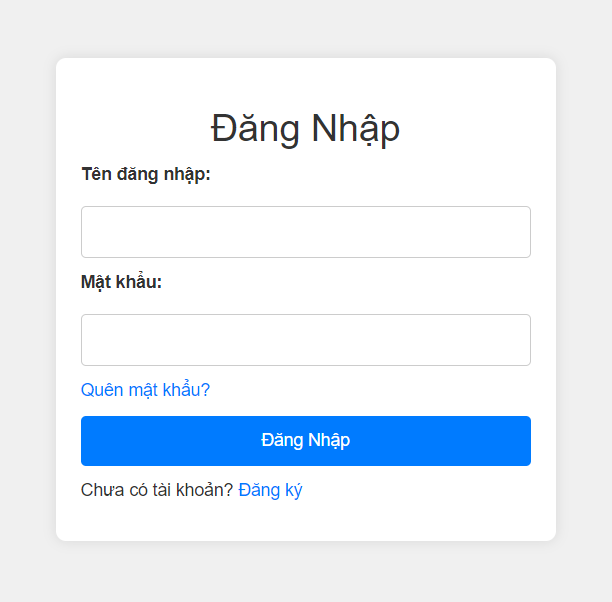 Đăng Nhập
Tên đăng nhập:
Mật khẩu:
Quên mật khẩu?
Đăng Nhập
Chưa có tài khoản? Đăng ký